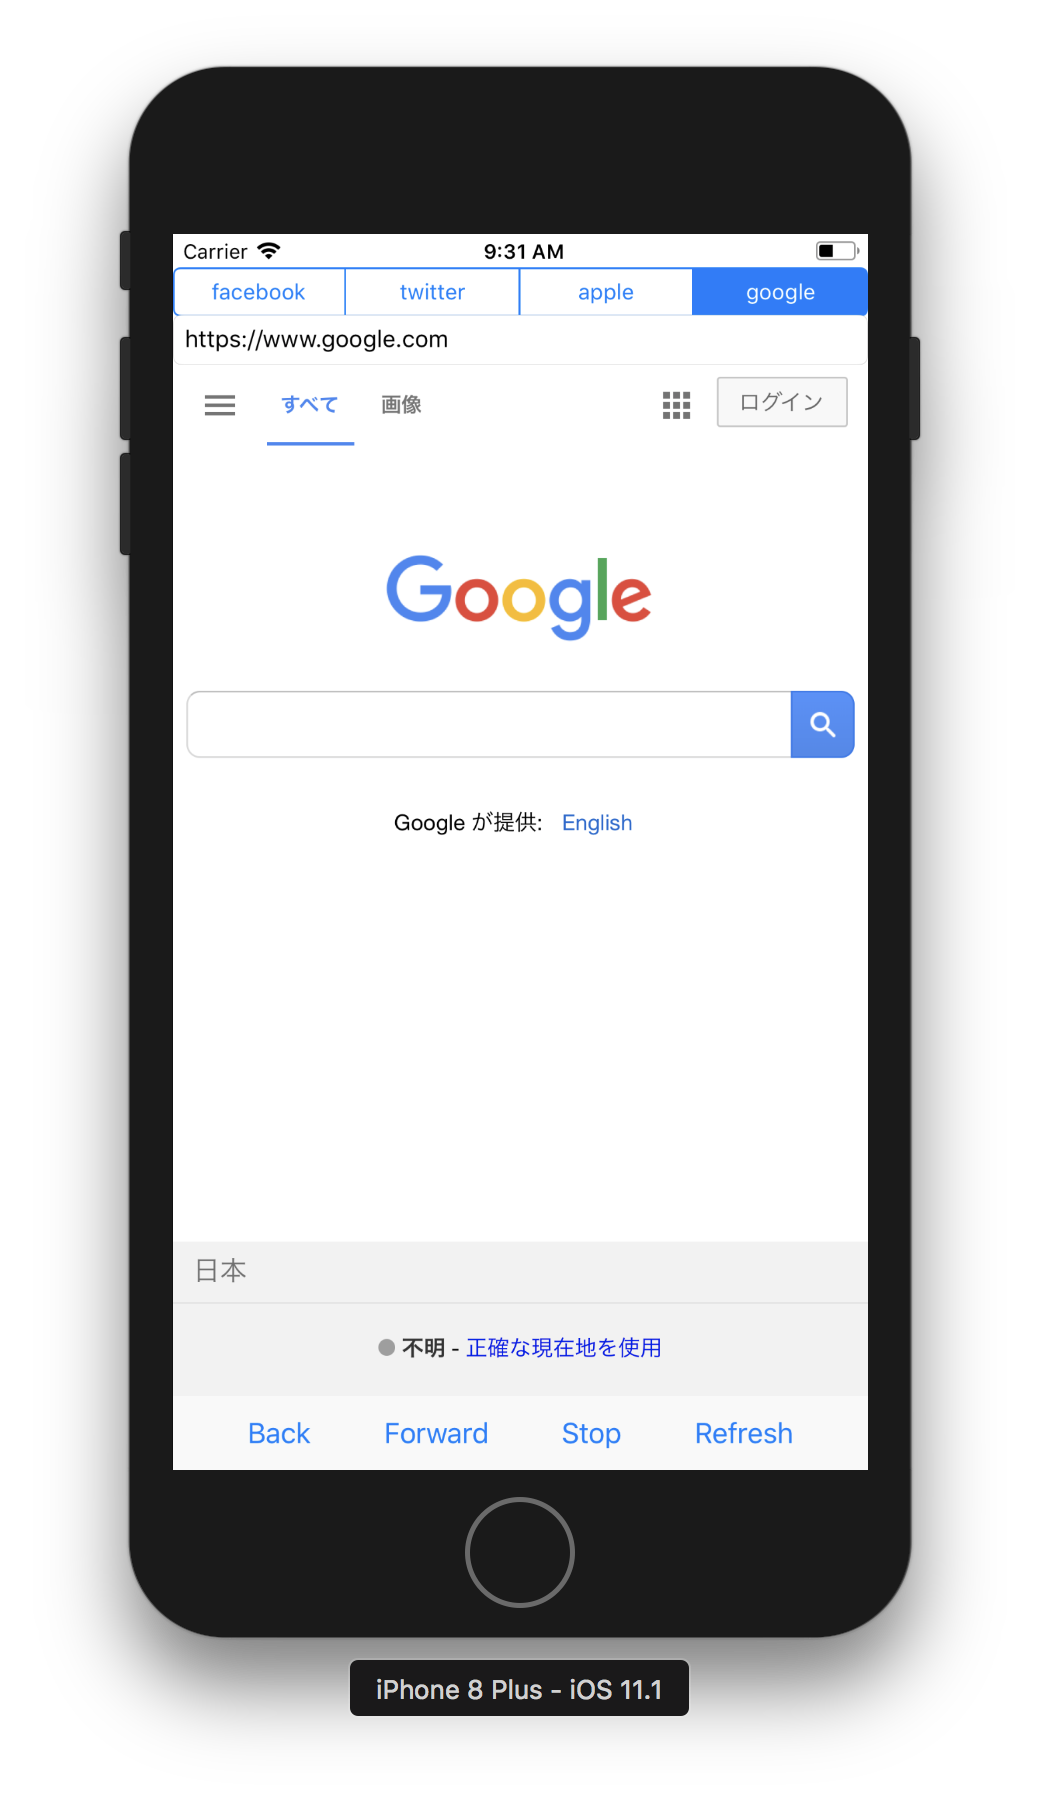 Carrier 9:31 AM
facebook twitter apple google
https://www.google.com
すべて 画像 ログイン
Google
Google が提供: English
日本
不明 - 正確な現在地を使用
Back Forward Stop Refresh
iPhone 8 Plus - iOS 11.1